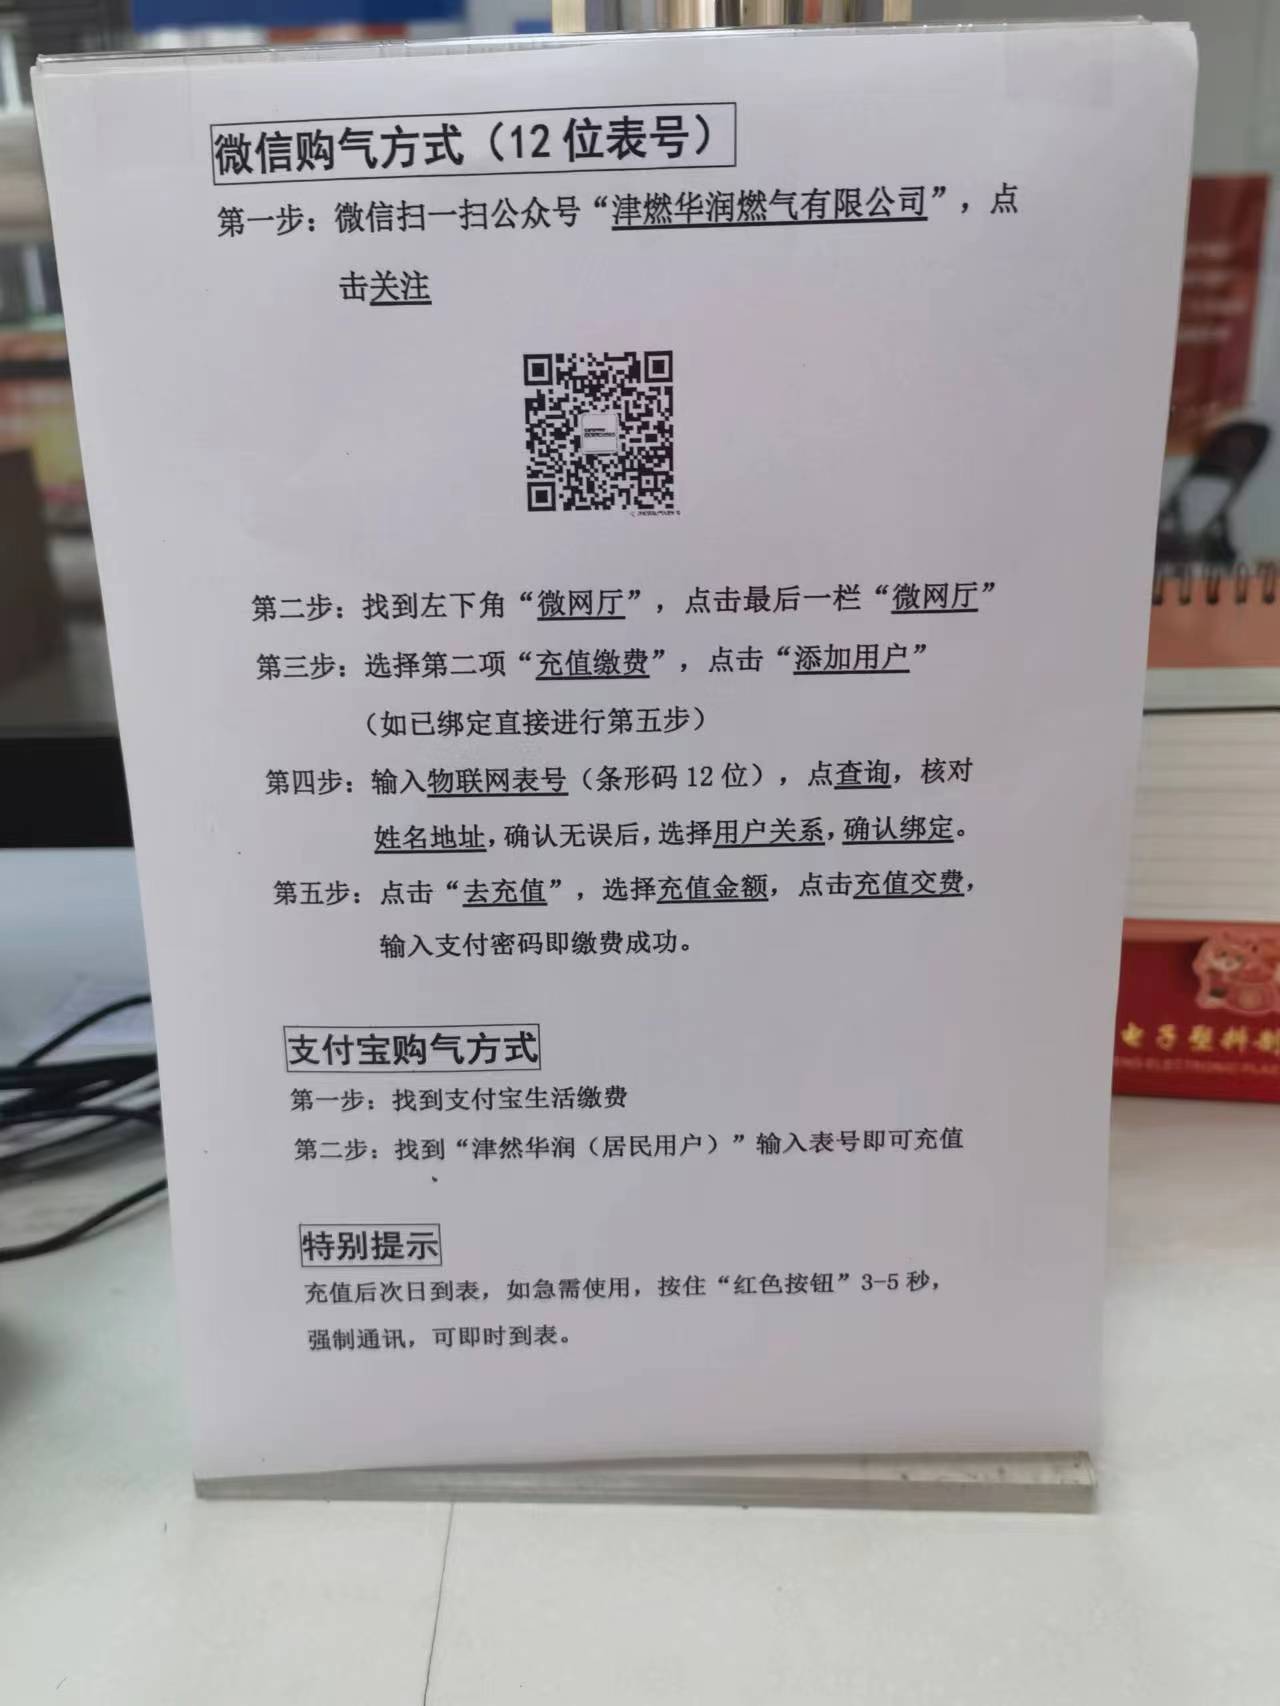 微信购气方式（12位表号）
第一步：微信扫一扫公众号“津燃华润燃气有限公司”，点
击关注
第二步：找到左下角“微网厅”，点击最后一栏“微网厅”
第三步：选择第二项“充值缴费”，点击“添加用户”
（如已绑定直接进行第五步）
第四步：输入物联网表号（条形码12位），点查询，核对
姓名地址，确认无误后，选择用户关系，确认绑定。
第五步：点击“去充值”，选择充值金额，点击充值交费，
输入支付密码即缴费成功。
支付宝购气方式
第一步：找到支付宝生活缴费
第二步：找到“津然华润（居民用户）”输入表号即可充值
特别提示
充值后次日到表，如急需使用，按住“红色按钮”3-5秒，
强制通讯，可即时到表。
电子塑料制
ELECTRONIC PLA